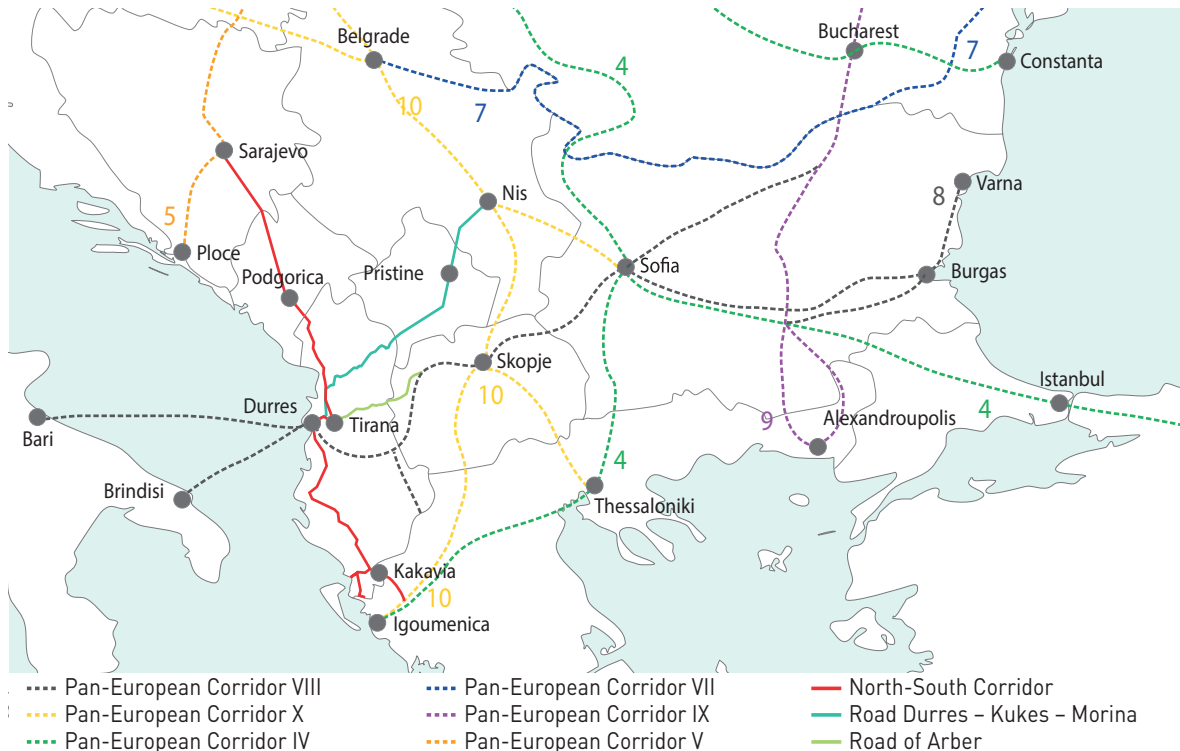 Belgrade
Bucharest
Constanta
4
7
10
7
Sarajevo
Nis
Varna
8
5
Ploce
Podgorica
Pristine
Sofia
Burgas
Skopje
Durres
Tirana
10
Istanbul
Bari
Alexandroupolis
9
4
4
Brindisi
Thessaloniki
Kakavia
10
Igoumenica
Pan-European Corridor VIII
Pan-European Corridor VII
North-South Corridor
Pan-European Corridor X
Pan-European Corridor IX
Road Durres – Kukes – Morina
Pan-European Corridor IV
Pan-European Corridor V
Road of Arber